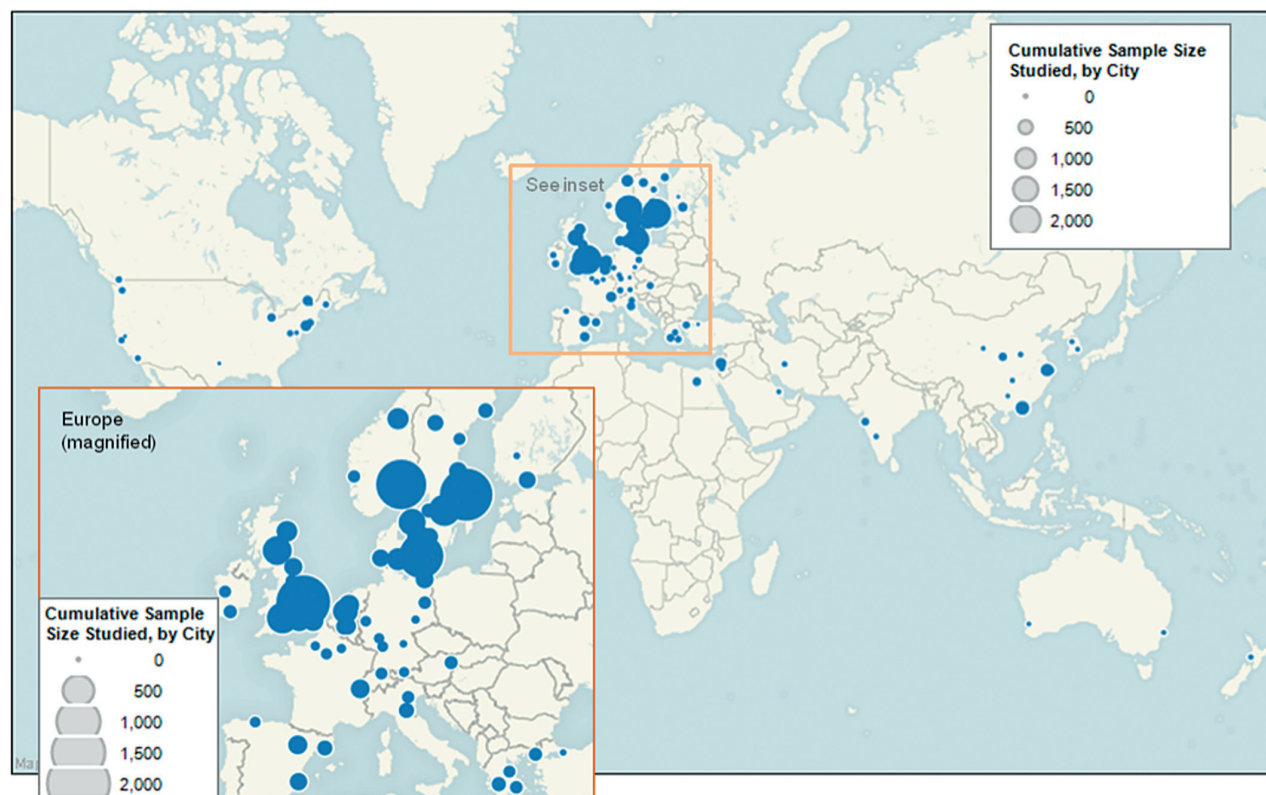 Cumulative Sample Size
Studied, by City
0
500
1,000
1,500
2,000
See inset
Europe
(magnified)
Cumulative Sample
Size Studied, by City
0
500
1,000
1,500
2,000
Map